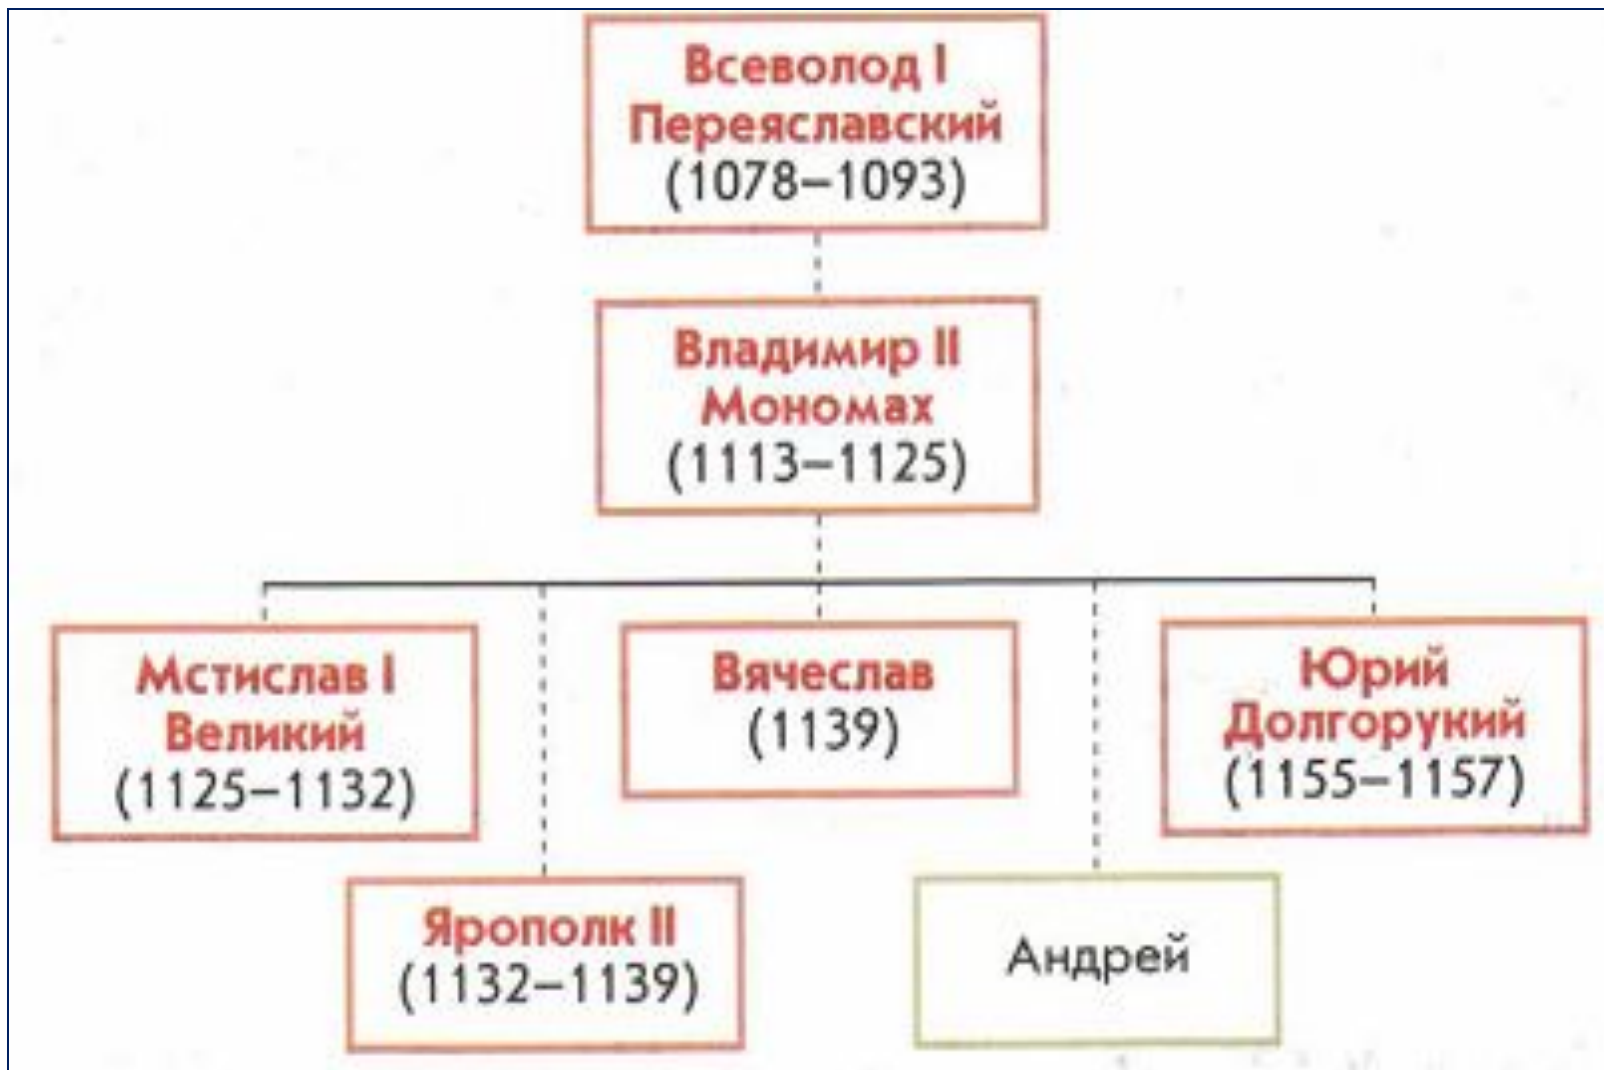 Всеволод I
Переяславский
(1078–1093)
Владимир II
Мономах
(1113–1125)
Мстислав I
Великий
(1125–1132)
Вячеслав
(1139)
Юрий
Долгорукий
(1155–1157)
Ярополк II
(1132–1139)
Андрей